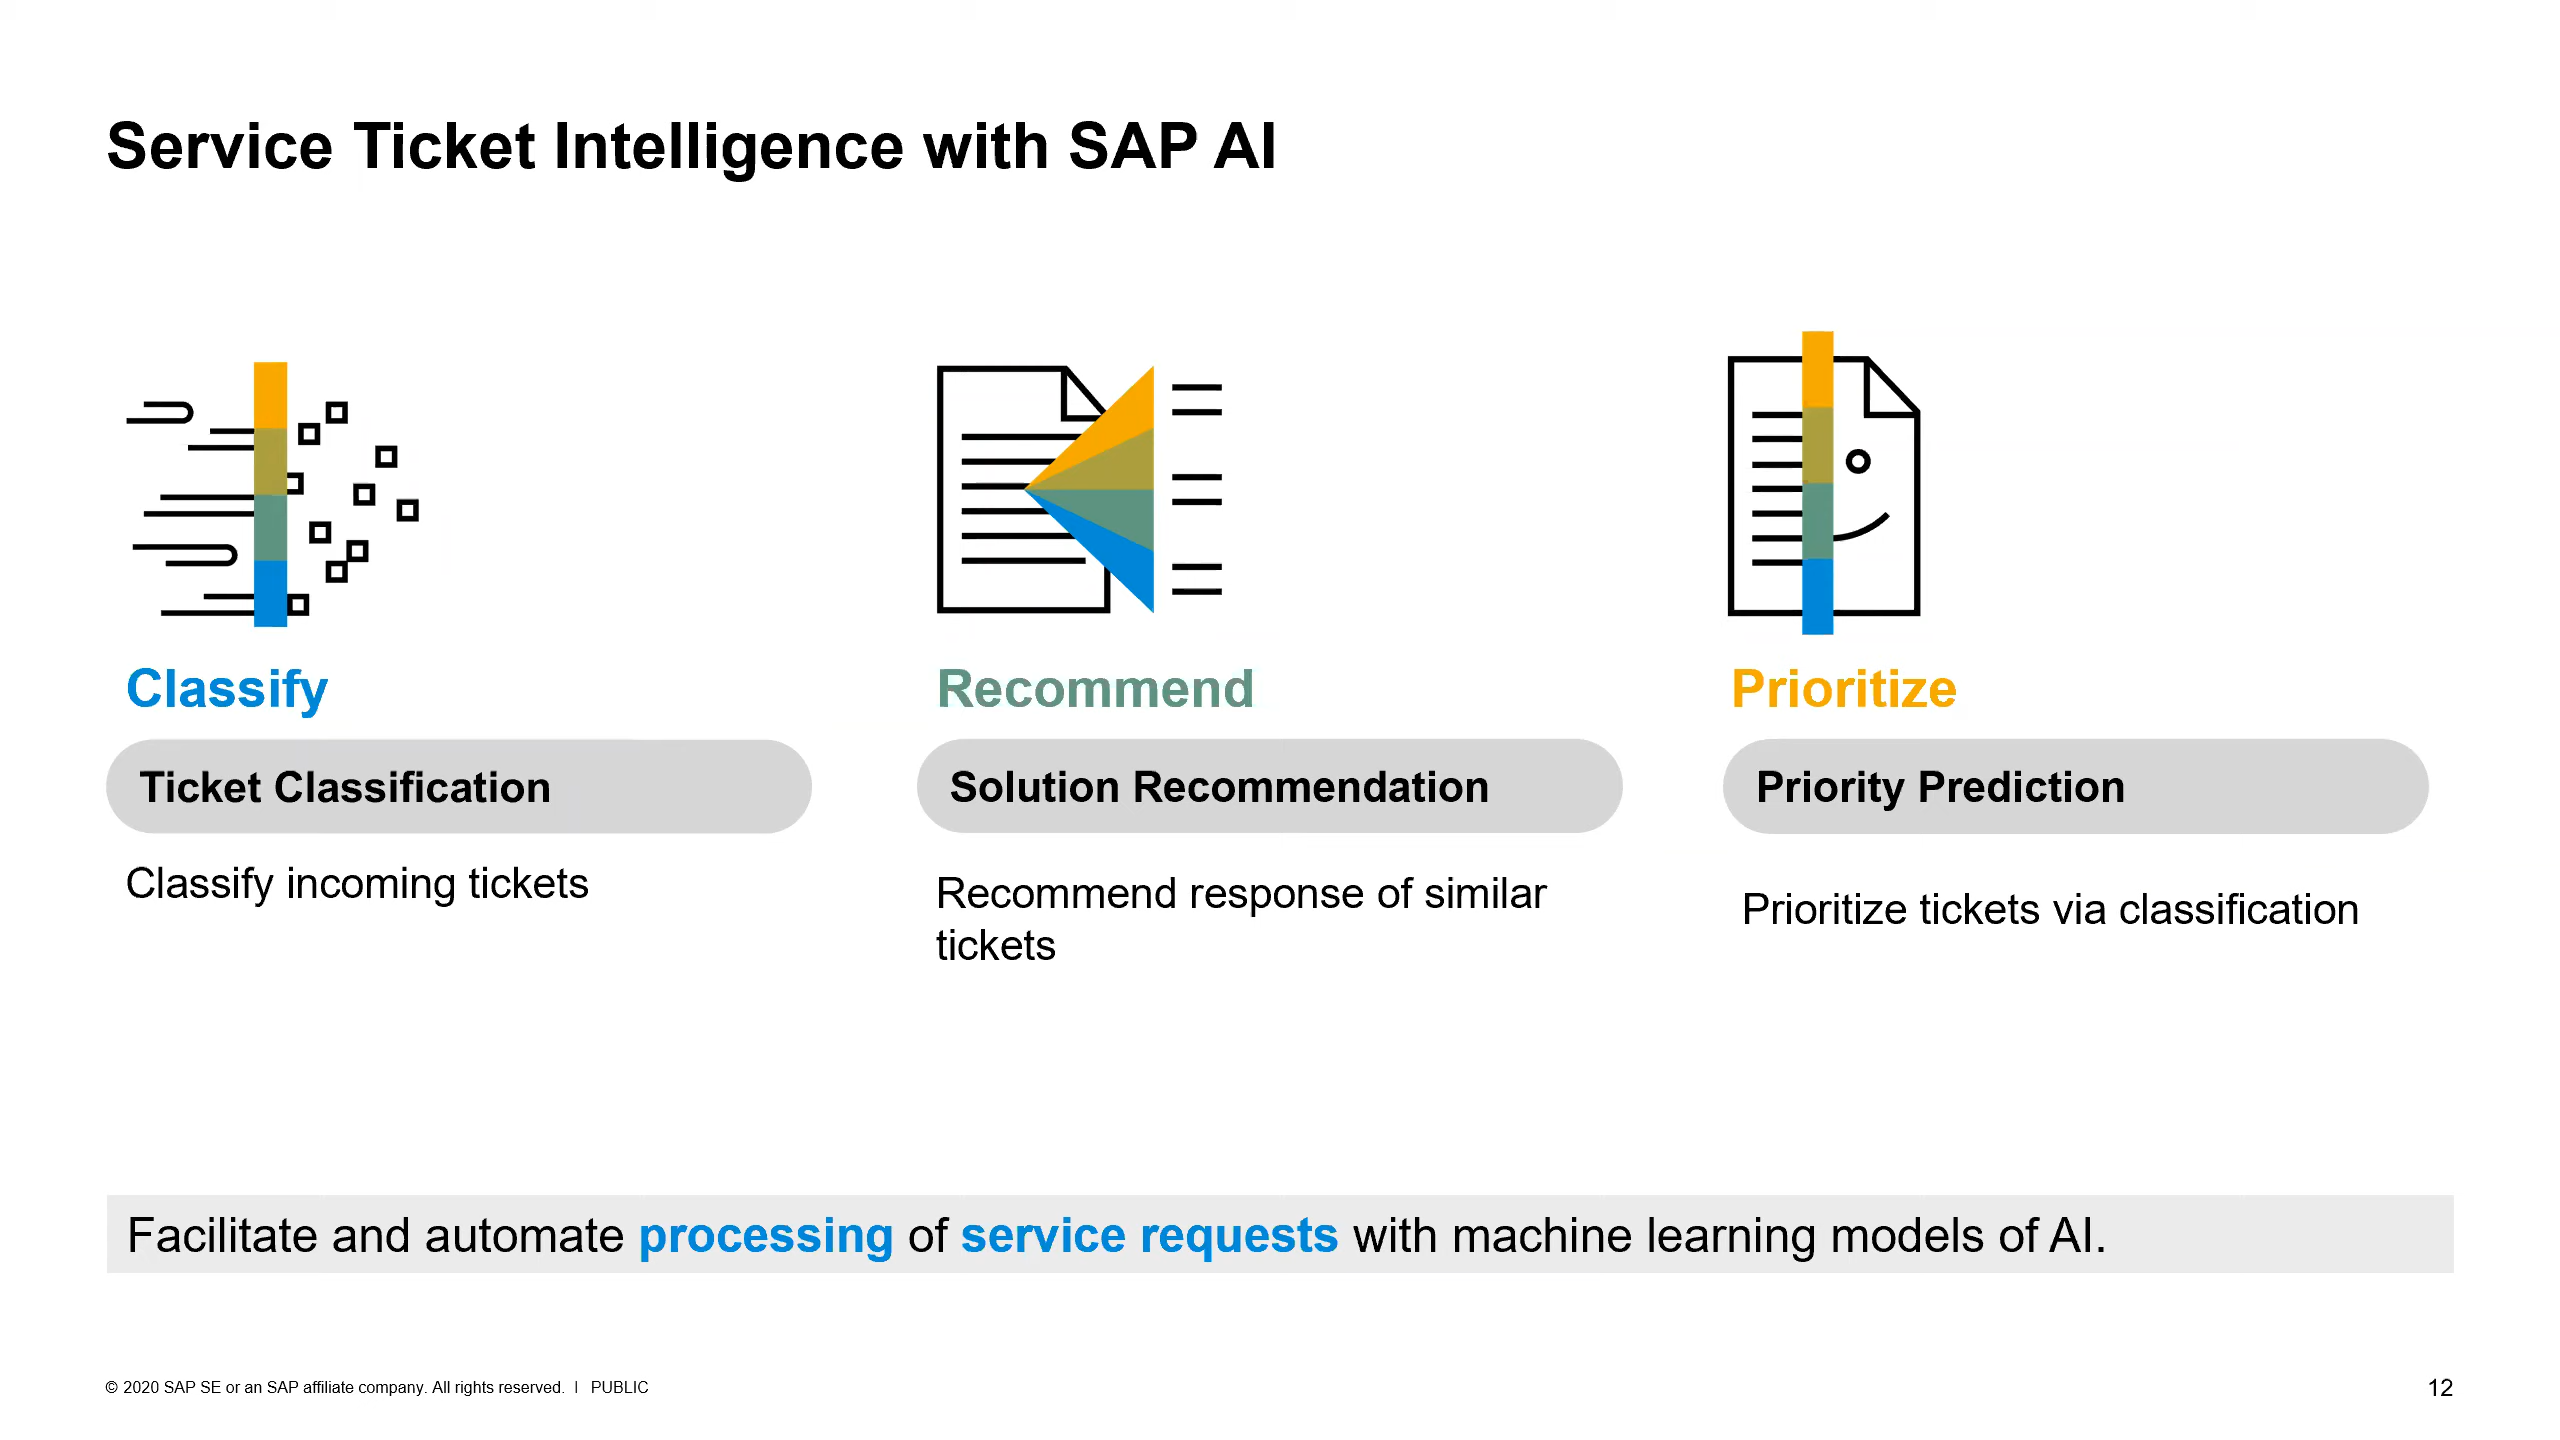 Service Ticket Intelligence with SAP AI
Classify
Ticket Classification
Classify incoming tickets
Recommend
Solution Recommendation
Recommend response of similar
tickets
Prioritize
Priority Prediction
Prioritize tickets via classification
Facilitate and automate processing of service requests with machine learning models of AI.
© 2020 SAP SE or an SAP affiliate company. All rights reserved. | PUBLIC
12